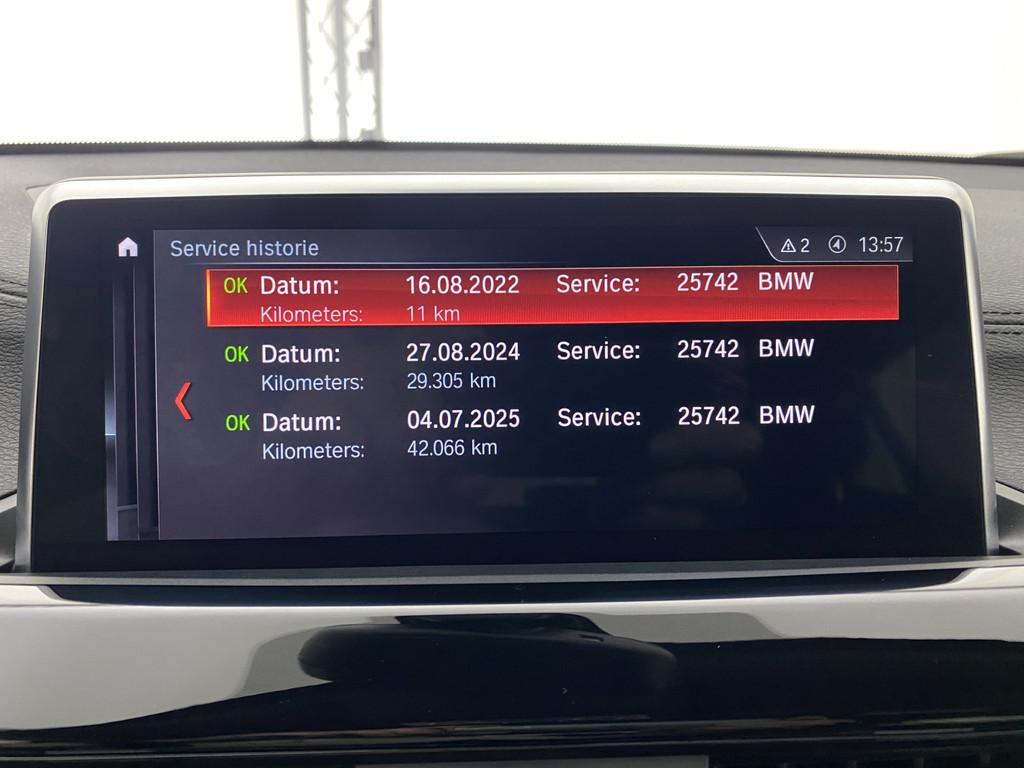 Service historie 2 13:57
OK Datum: 16.08.2022 Service: 25742 BMW
Kilometers: 11 km
OK Datum: 27.08.2024 Service: 25742 BMW
Kilometers: 29.305 km
OK Datum: 04.07.2025 Service: 25742 BMW
Kilometers: 42.066 km